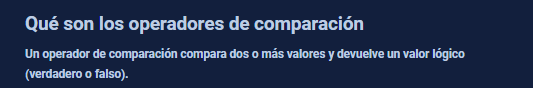 Qué son los operadores de comparación
Un operador de comparación compara dos o más valores y devuelve un valor lógico
(verdadero o falso).